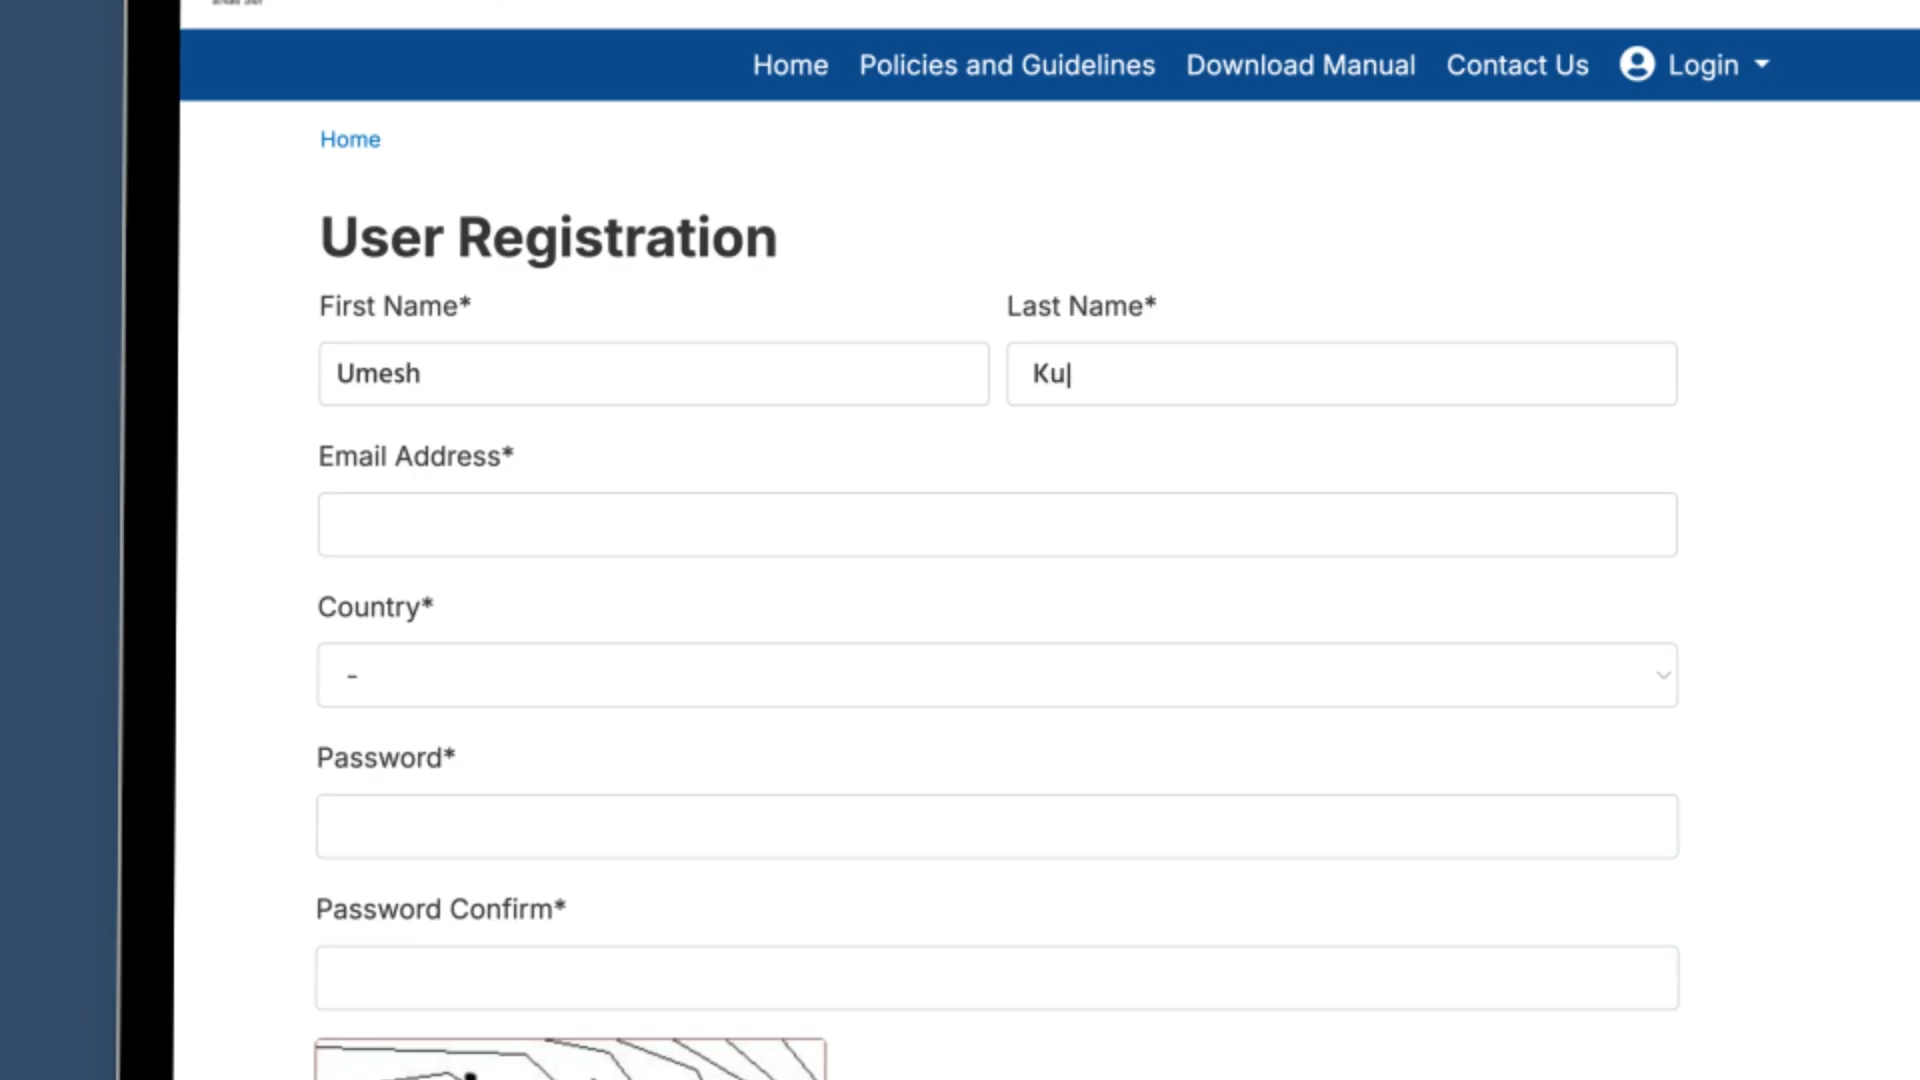 Home Policies and Guidelines Download Manual Contact Us Login
Home
User Registration
First Name* Last Name*
Umesh Ku
Email Address*
Country*
-
Password*
Password Confirm*